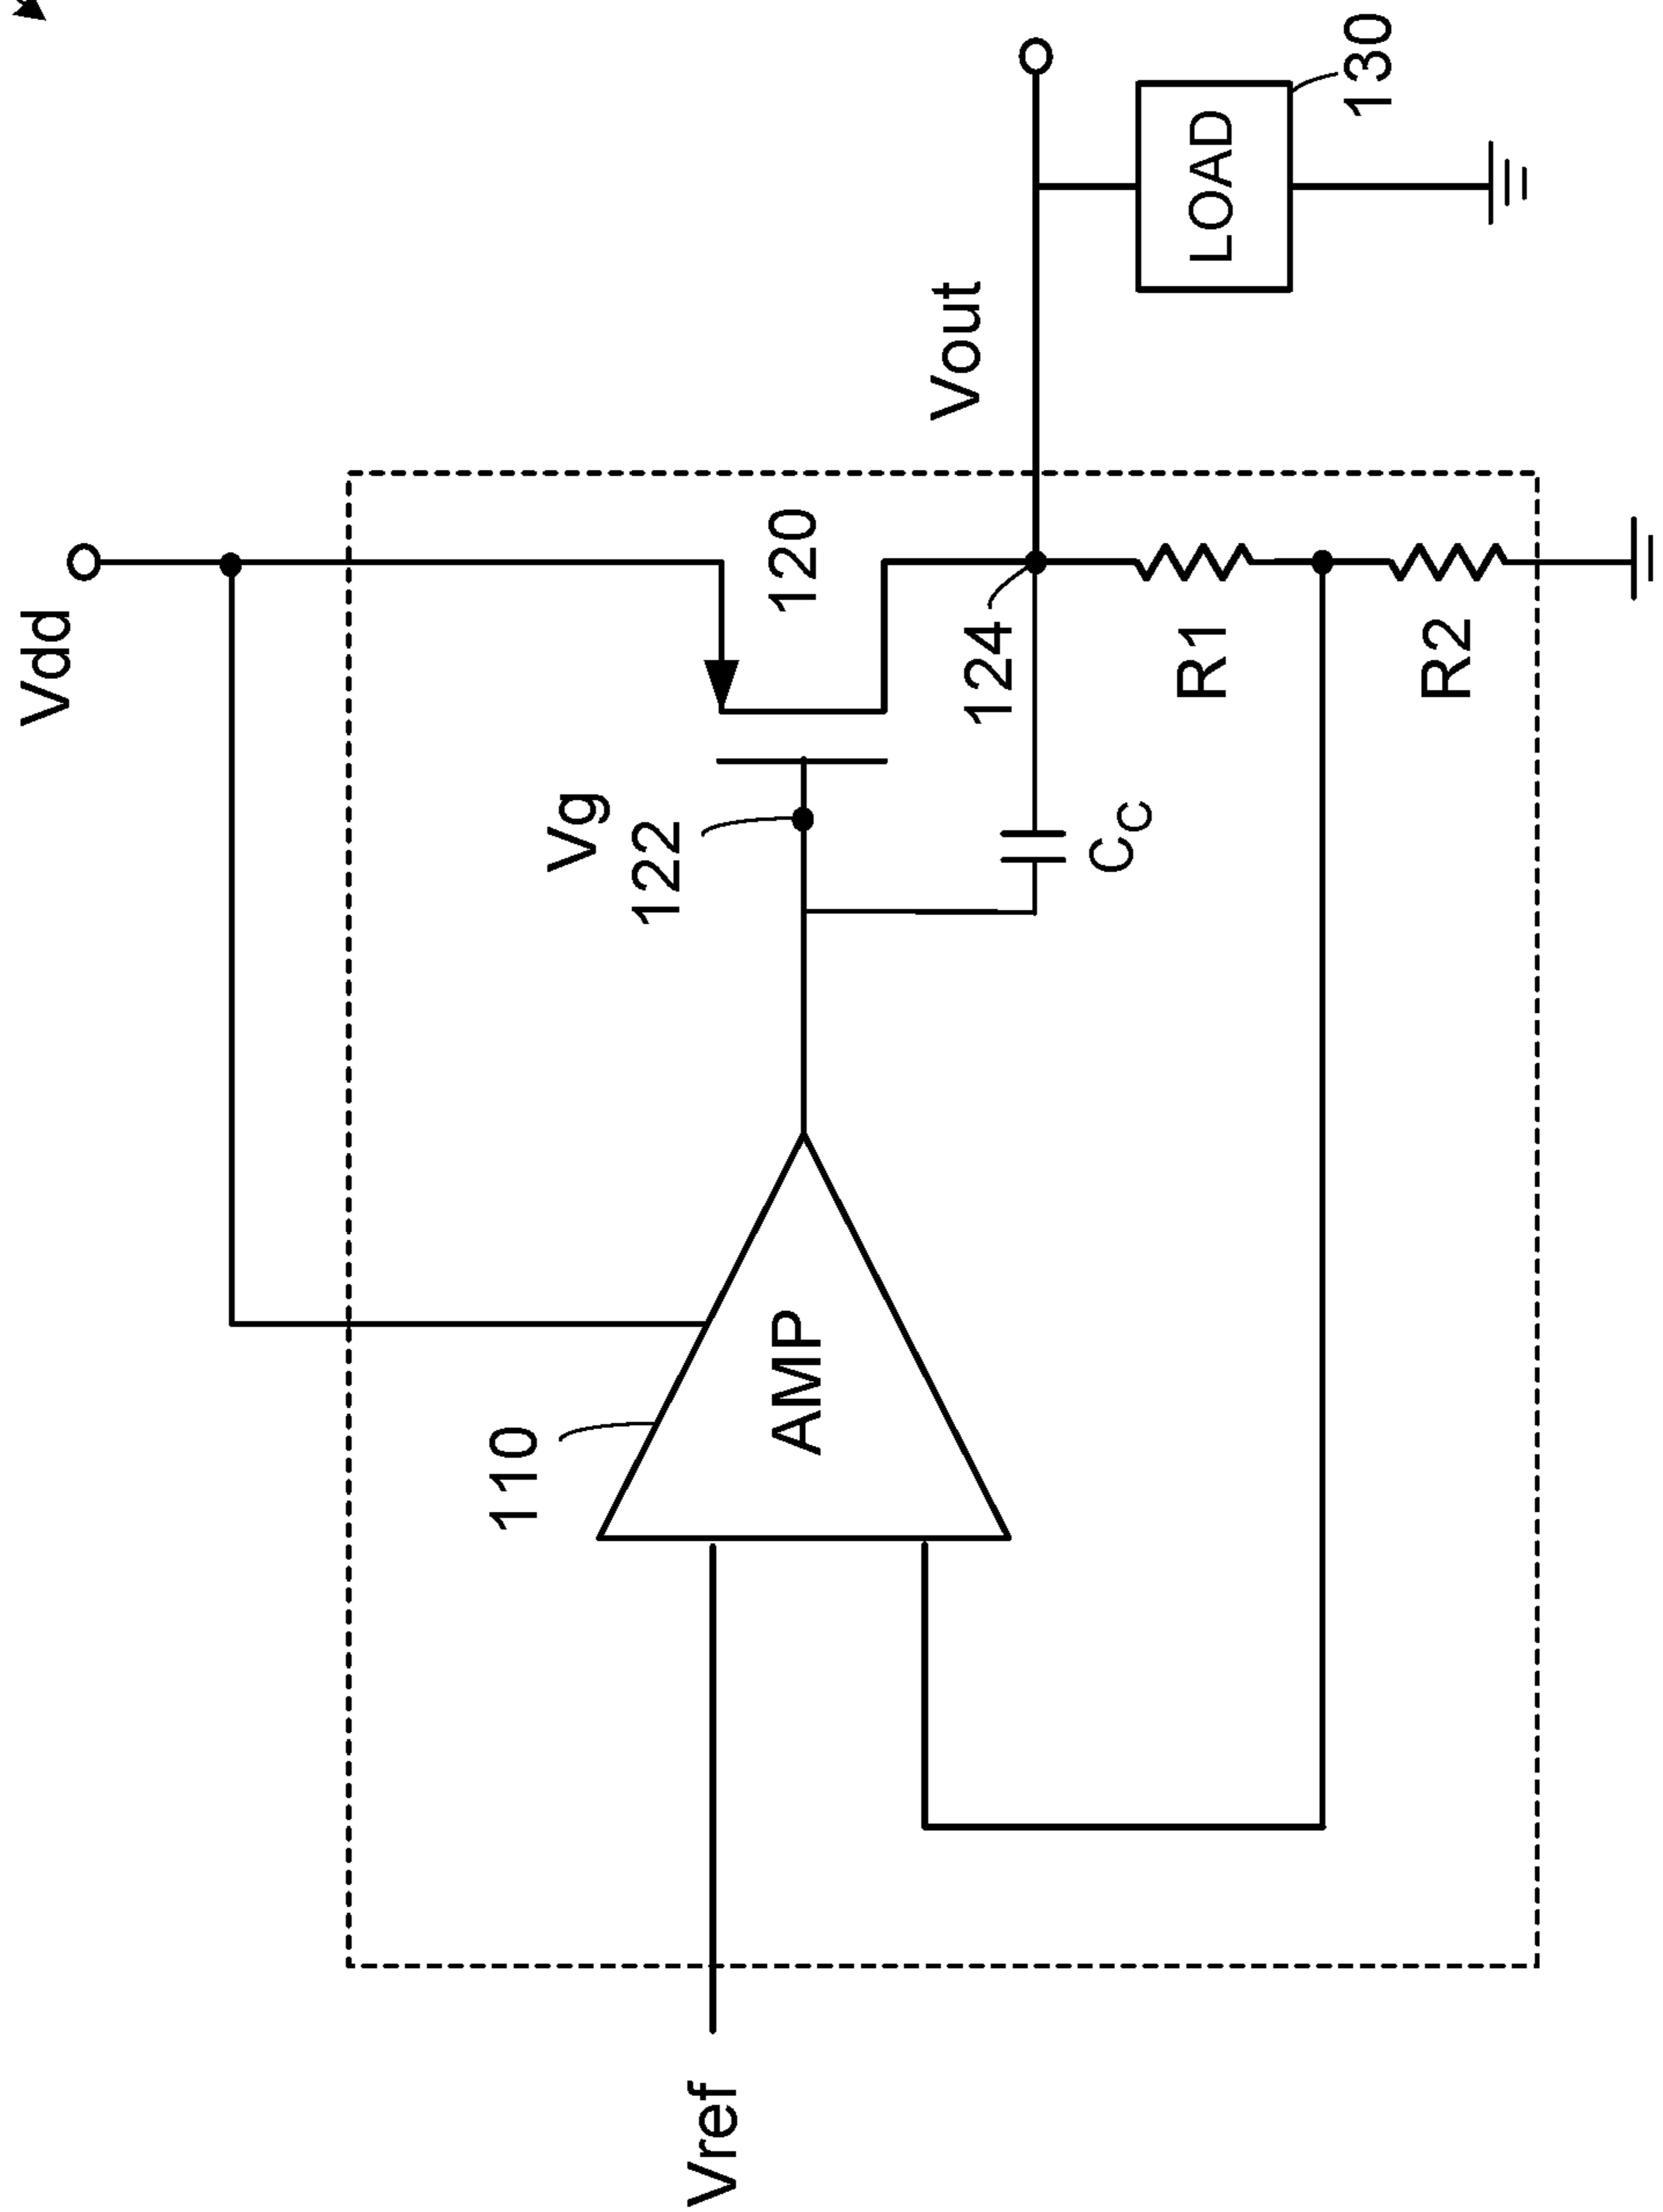 Vdd
110
AMP
Vref
Vg
122
120
124
Cc
R1
R2
Vout
LOAD
130